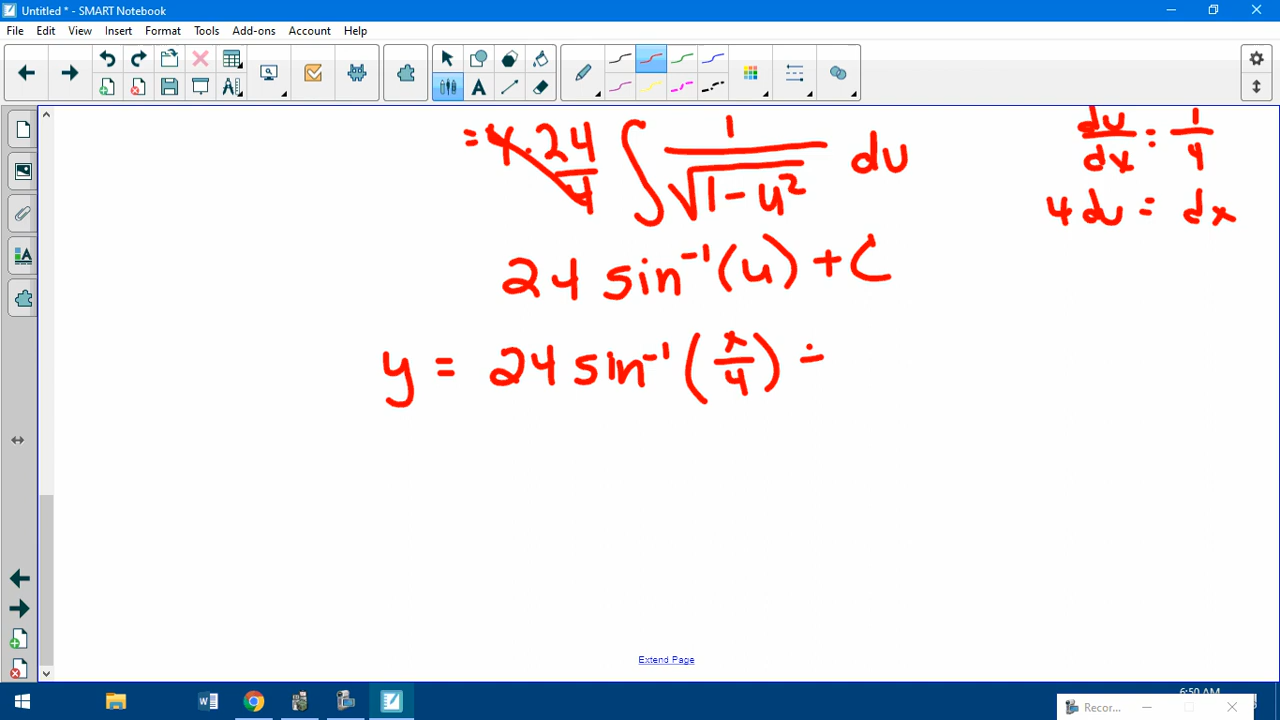 Untitled * - SMART Notebook
File Edit View Insert Format Tools Add-ons Account Help
= 4·24/4 ∫ 1/√(1-u²) du
du/dx = 1/4
4du = dx
24 sin⁻¹(u) + C
y = 24 sin⁻¹(x/4)
Extend Page
6:50 AM
Recor...